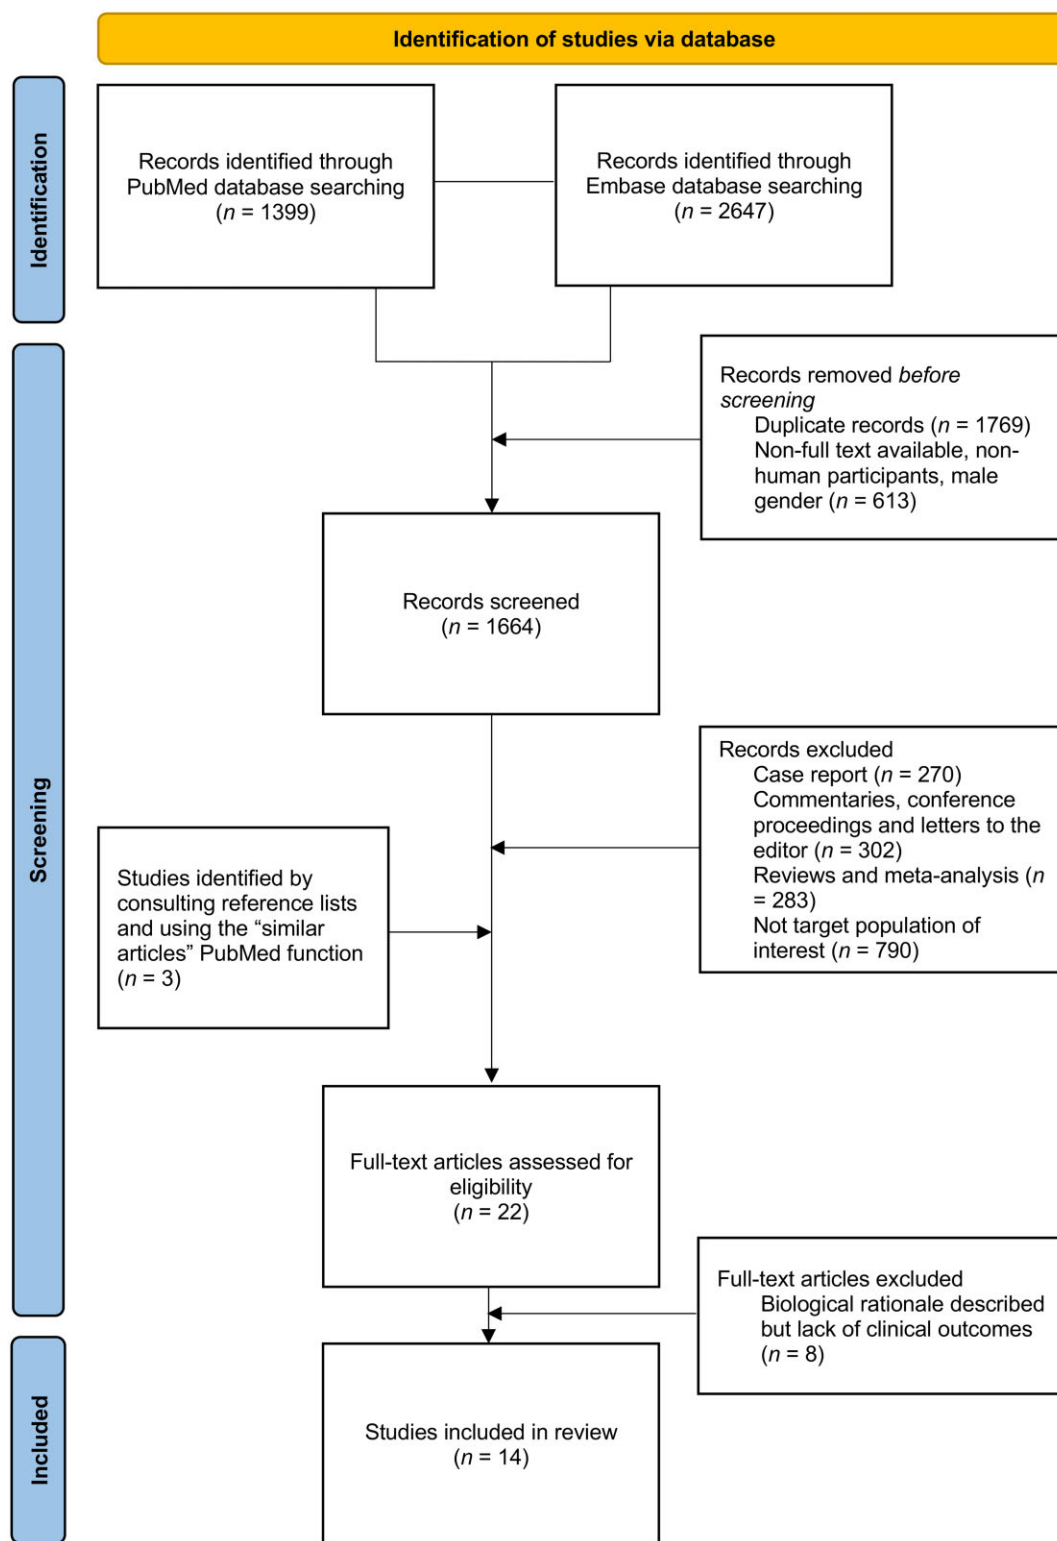 Identification of studies via database
Identification
Records identified through
PubMed database searching
(n = 1399)
Records identified through
Embase database searching
(n = 2647)
Screening
Records removed before
screening
Duplicate records (n = 1769)
Non-full text available, non-
human participants, male
gender (n = 613)
Records screened
(n = 1664)
Records excluded
Case report (n = 270)
Commentaries, conference
proceedings and letters to the
editor (n = 302)
Reviews and meta-analysis (n
= 283)
Not target population of
interest (n = 790)
Studies identified by
consulting reference lists
and using the “similar
articles” PubMed function
(n = 3)
Full-text articles assessed for
eligibility
(n = 22)
Full-text articles excluded
Biological rationale described
but lack of clinical outcomes
(n = 8)
Included
Studies included in review
(n = 14)